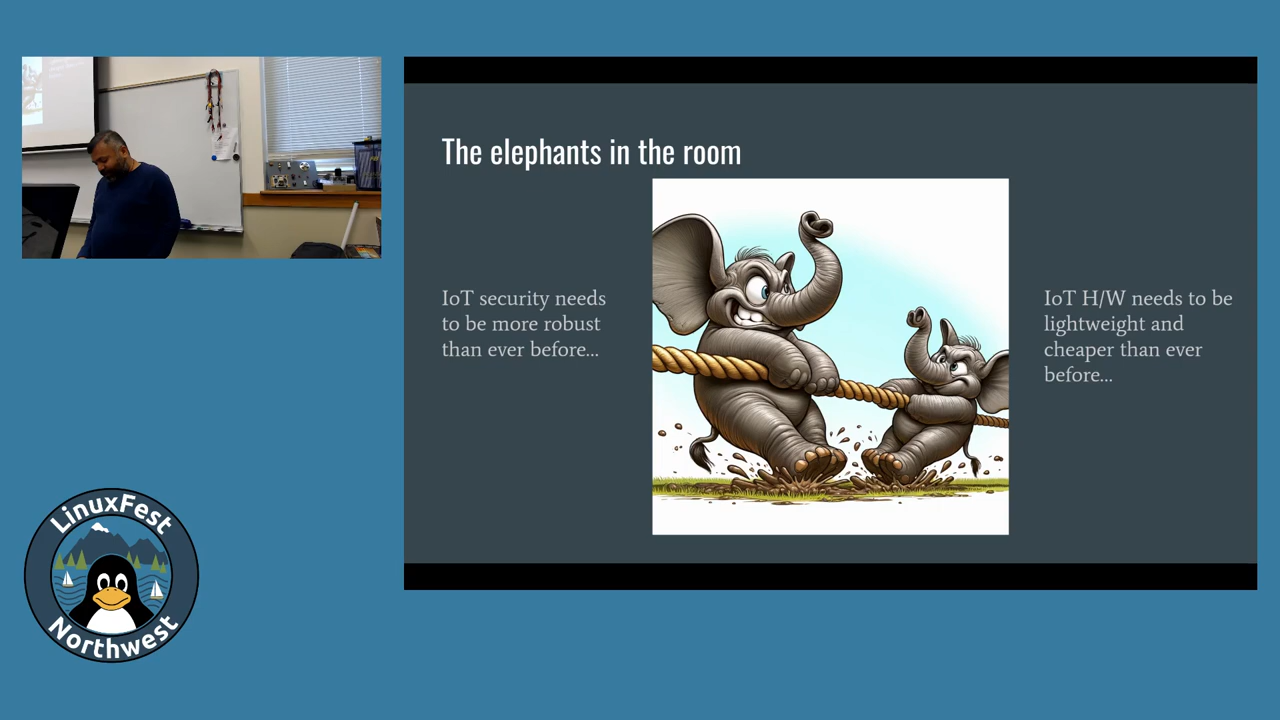 The elephants in the room
IoT security needs
to be more robust
than ever before...
IoT H/W needs to be
lightweight and
cheaper than ever
before...
LinuxFest
Northwest